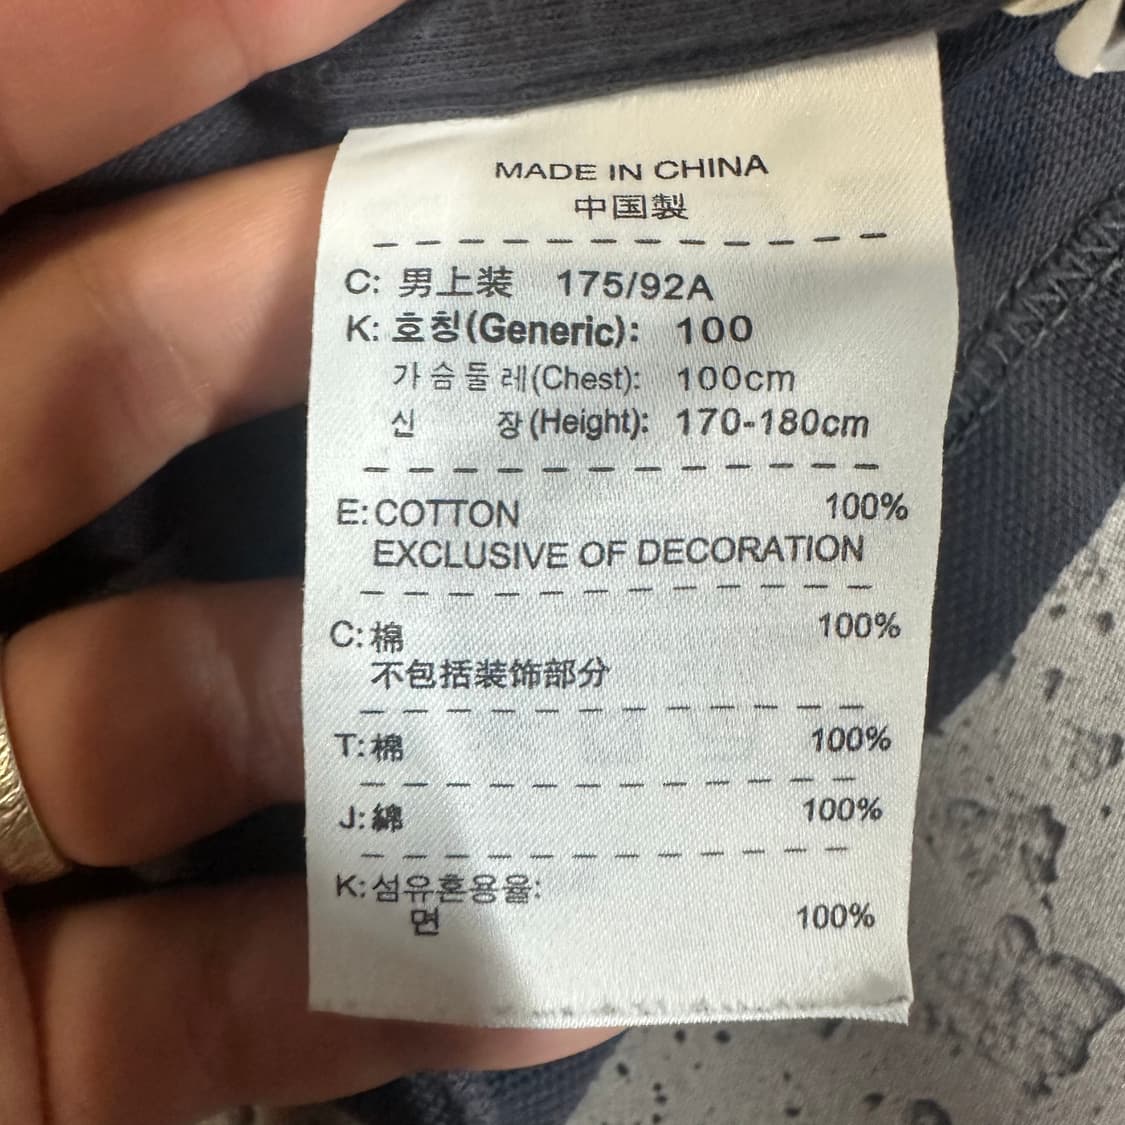 MADE IN CHINA
中国製
C: 男上装 175/92A
K: 호칭(Generic): 100
가슴둘레(Chest): 100cm
신 장(Height): 170-180cm
E: COTTON 100%
EXCLUSIVE OF DECORATION
C: 棉 100%
不包括装饰部分
T: 棉 100%
J: 綿 100%
K: 섬유혼용율:
면 100%